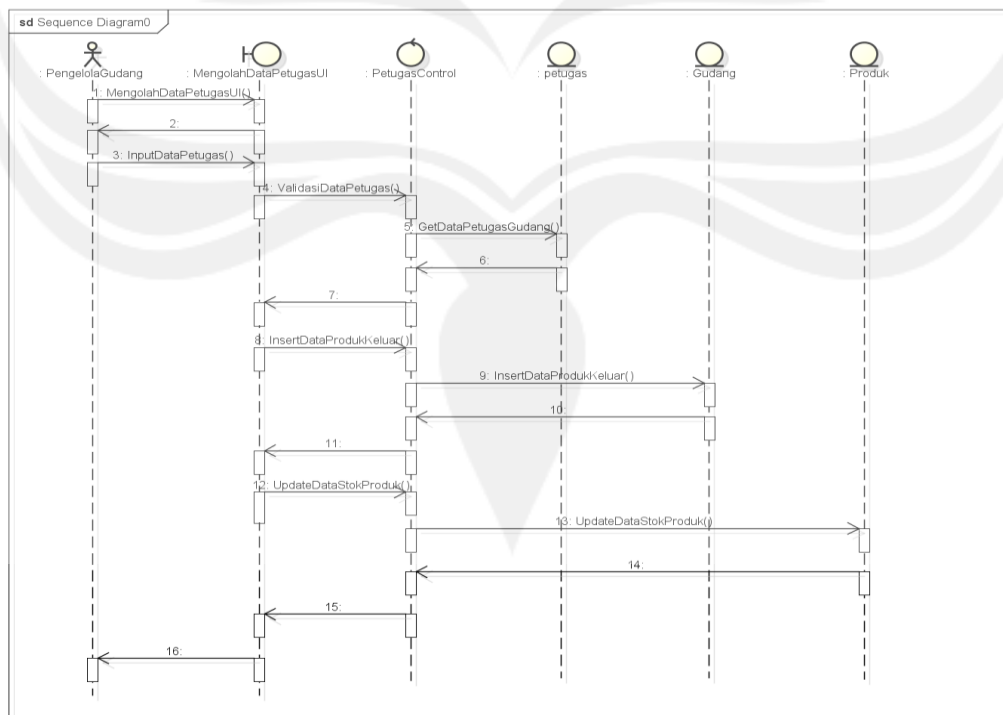 sd Sequence Diagram0
: PengelolaGudang
: MengolahDataPetugasUI
: PetugasControl
: petugas
: Gudang
: Produk
1: MengolahDataPetugasUI()
2:
3: InputDataPetugas()
4: ValidasiDataPetugas()
5: GetDataPetugasGudang()
6:
7:
8: InsertDataProdukKeluar()
9: InsertDataProdukKeluar()
10:
11:
12: UpdateDataStokProduk()
13: UpdateDataStokProduk()
14:
15:
16: